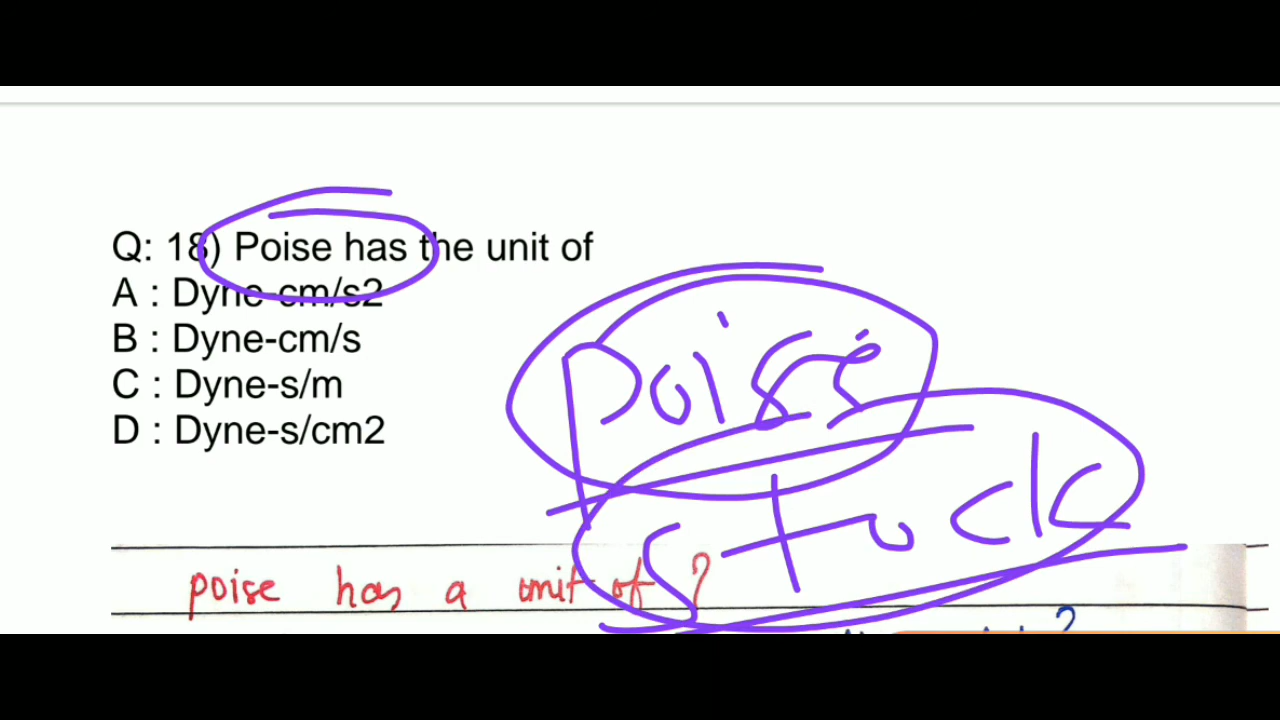 Q: 18) Poise has the unit of
A : Dyne-cm/s2
B : Dyne-cm/s
C : Dyne-s/m
D : Dyne-s/cm2
Poise
Stock
poise has a unit of ?